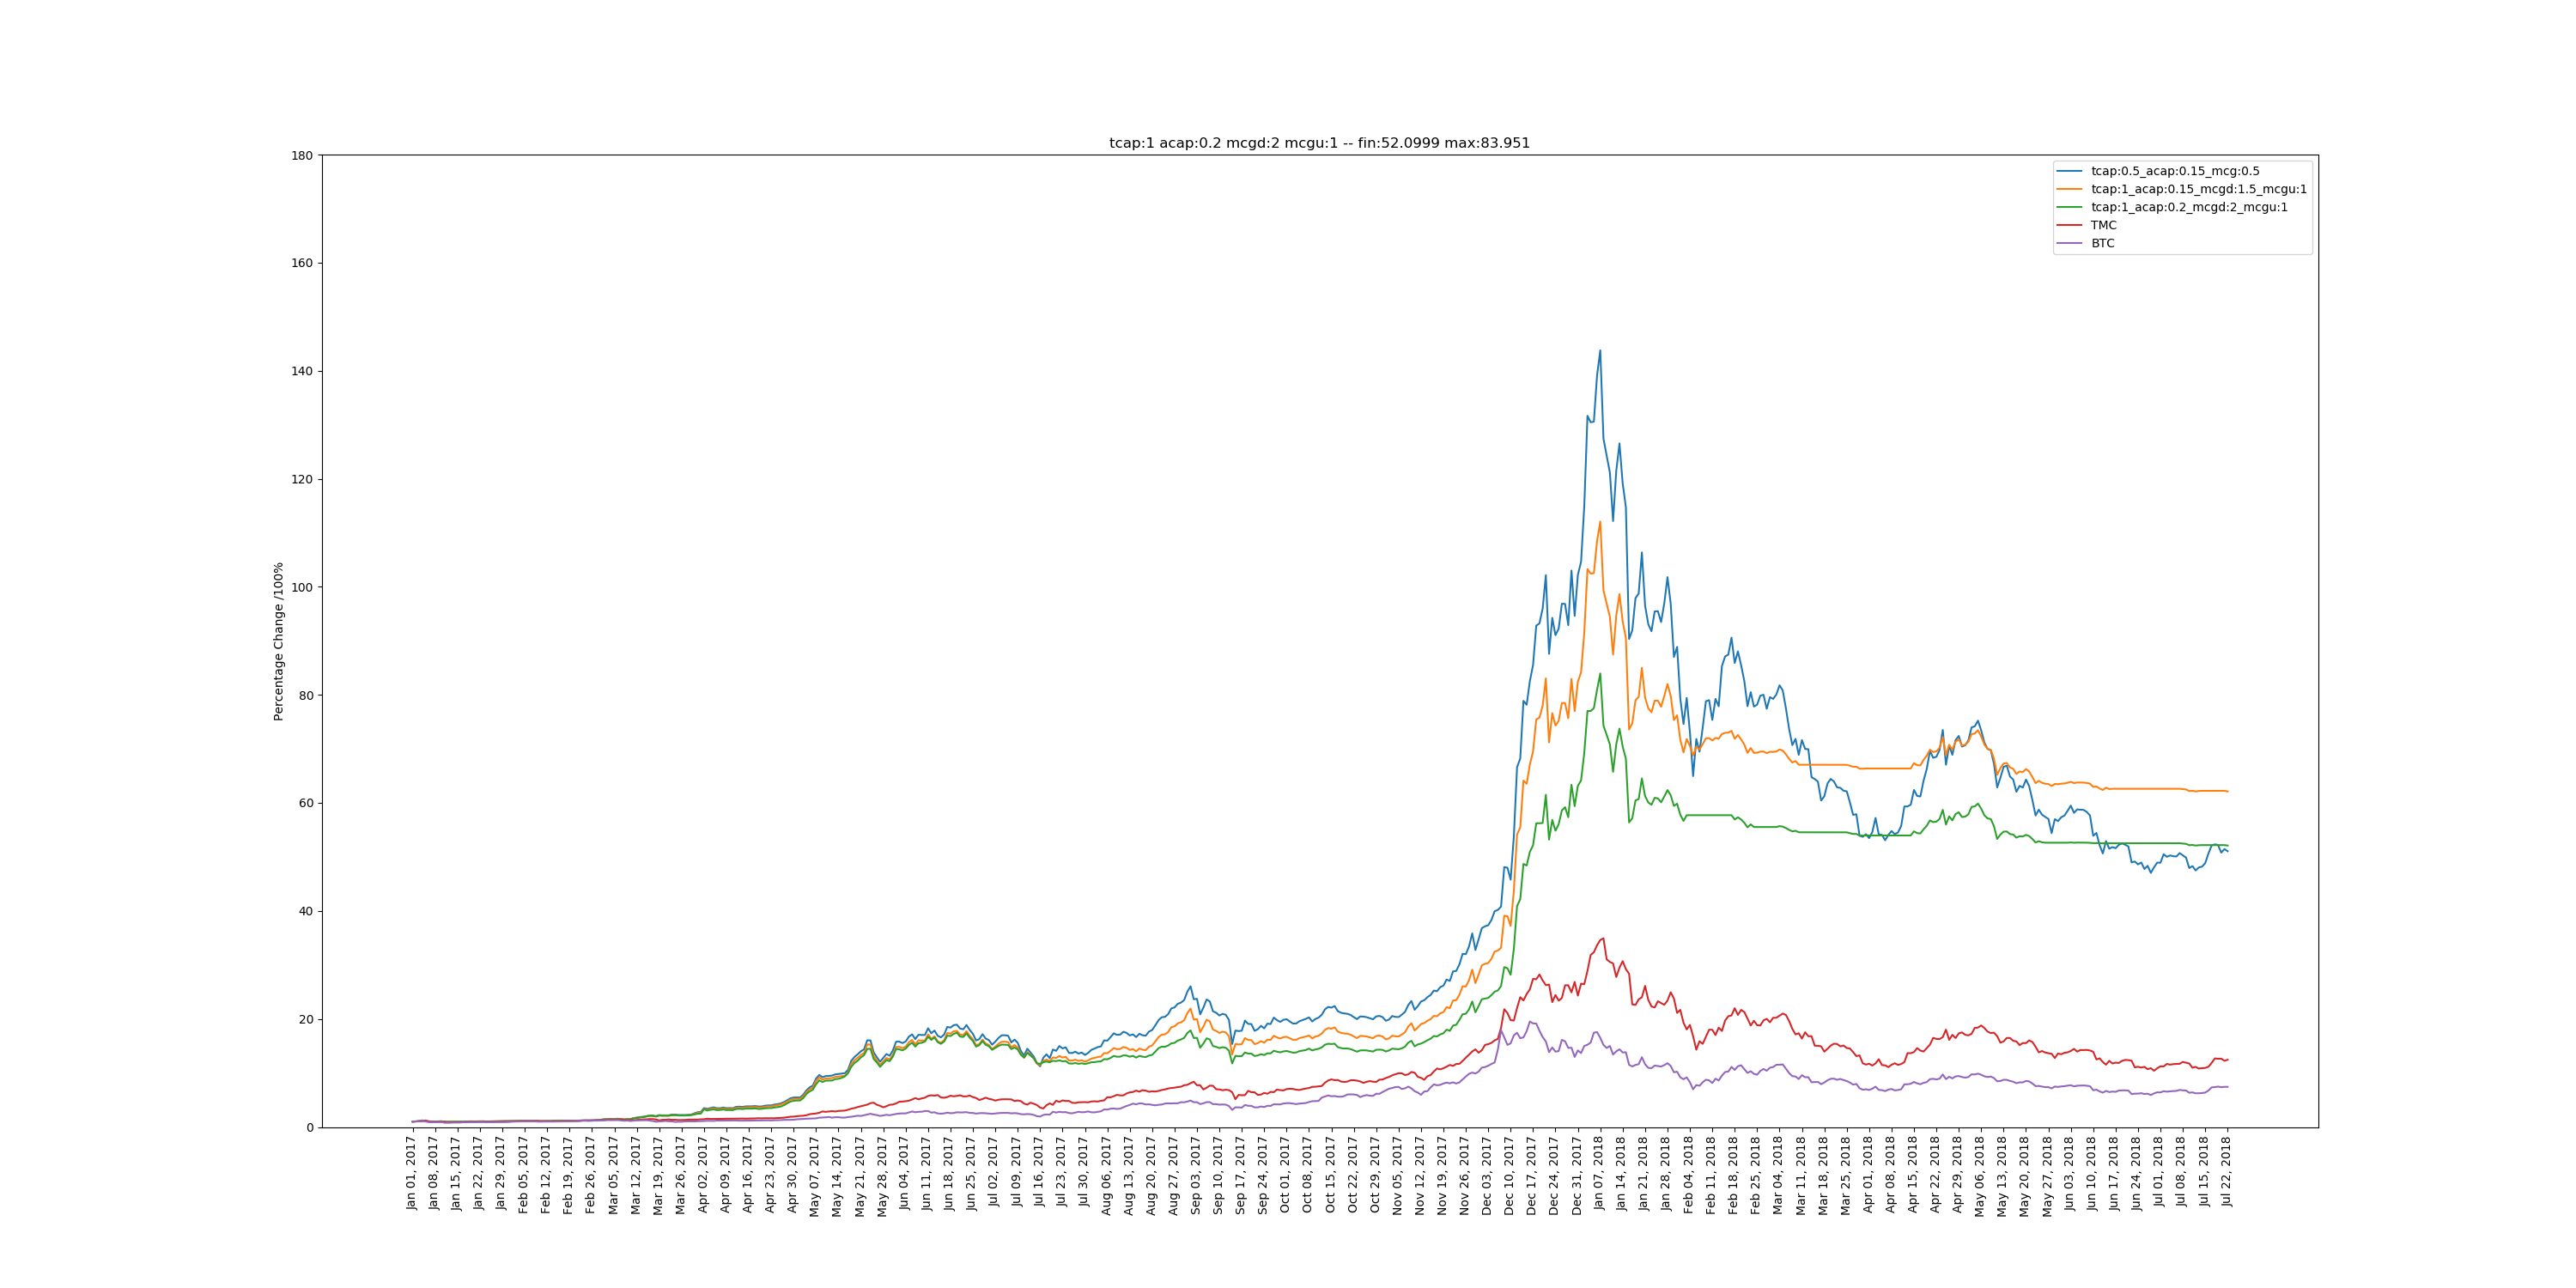 tcap:1 acap:0.2 mcgd:2 mcgu:1 -- fin:52.0999 max:83.951
180
160
140
120
100
80
60
40
20
0
Percentage Change /100%
tcap:0.5_acap:0.15_mcg:0.5
tcap:1_acap:0.15_mcgd:1.5_mcgu:1
tcap:1_acap:0.2_mcgd:2_mcgu:1
TMC
BTC
Jan 01, 2017
Jan 08, 2017
Jan 15, 2017
Jan 22, 2017
Jan 29, 2017
Feb 05, 2017
Feb 12, 2017
Feb 19, 2017
Feb 26, 2017
Mar 05, 2017
Mar 12, 2017
Mar 19, 2017
Mar 26, 2017
Apr 02, 2017
Apr 09, 2017
Apr 16, 2017
Apr 23, 2017
Apr 30, 2017
May 07, 2017
May 14, 2017
May 21, 2017
May 28, 2017
Jun 04, 2017
Jun 11, 2017
Jun 18, 2017
Jun 25, 2017
Jul 02, 2017
Jul 09, 2017
Jul 16, 2017
Jul 23, 2017
Jul 30, 2017
Aug 06, 2017
Aug 13, 2017
Aug 20, 2017
Aug 27, 2017
Sep 03, 2017
Sep 10, 2017
Sep 17, 2017
Sep 24, 2017
Oct 01, 2017
Oct 08, 2017
Oct 15, 2017
Oct 22, 2017
Oct 29, 2017
Nov 05, 2017
Nov 12, 2017
Nov 19, 2017
Nov 26, 2017
Dec 03, 2017
Dec 10, 2017
Dec 17, 2017
Dec 24, 2017
Dec 31, 2017
Jan 07, 2018
Jan 14, 2018
Jan 21, 2018
Jan 28, 2018
Feb 04, 2018
Feb 11, 2018
Feb 18, 2018
Feb 25, 2018
Mar 04, 2018
Mar 11, 2018
Mar 18, 2018
Mar 25, 2018
Apr 01, 2018
Apr 08, 2018
Apr 15, 2018
Apr 22, 2018
Apr 29, 2018
May 06, 2018
May 13, 2018
May 20, 2018
May 27, 2018
Jun 03, 2018
Jun 10, 2018
Jun 17, 2018
Jun 24, 2018
Jul 01, 2018
Jul 08, 2018
Jul 15, 2018
Jul 22, 2018